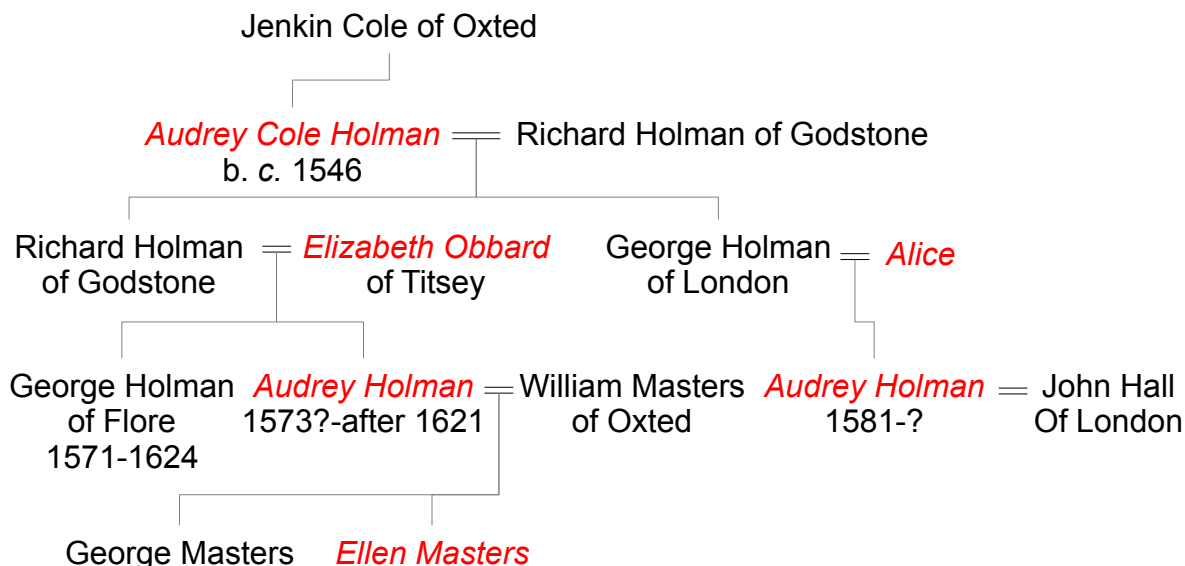 Jenkin Cole of Oxted
Audrey Cole Holman
Richard Holman of Godstone
b. c. 1546
Richard Holman
of Godstone
Elizabeth Obbard
of Titsey
George Holman
of London
Alice
George Holman
of Flore
1571-1624
Audrey Holman
1573?-after 1621
William Masters
of Oxted
Audrey Holman
1581-?
John Hall
Of London
George Masters
Ellen Masters